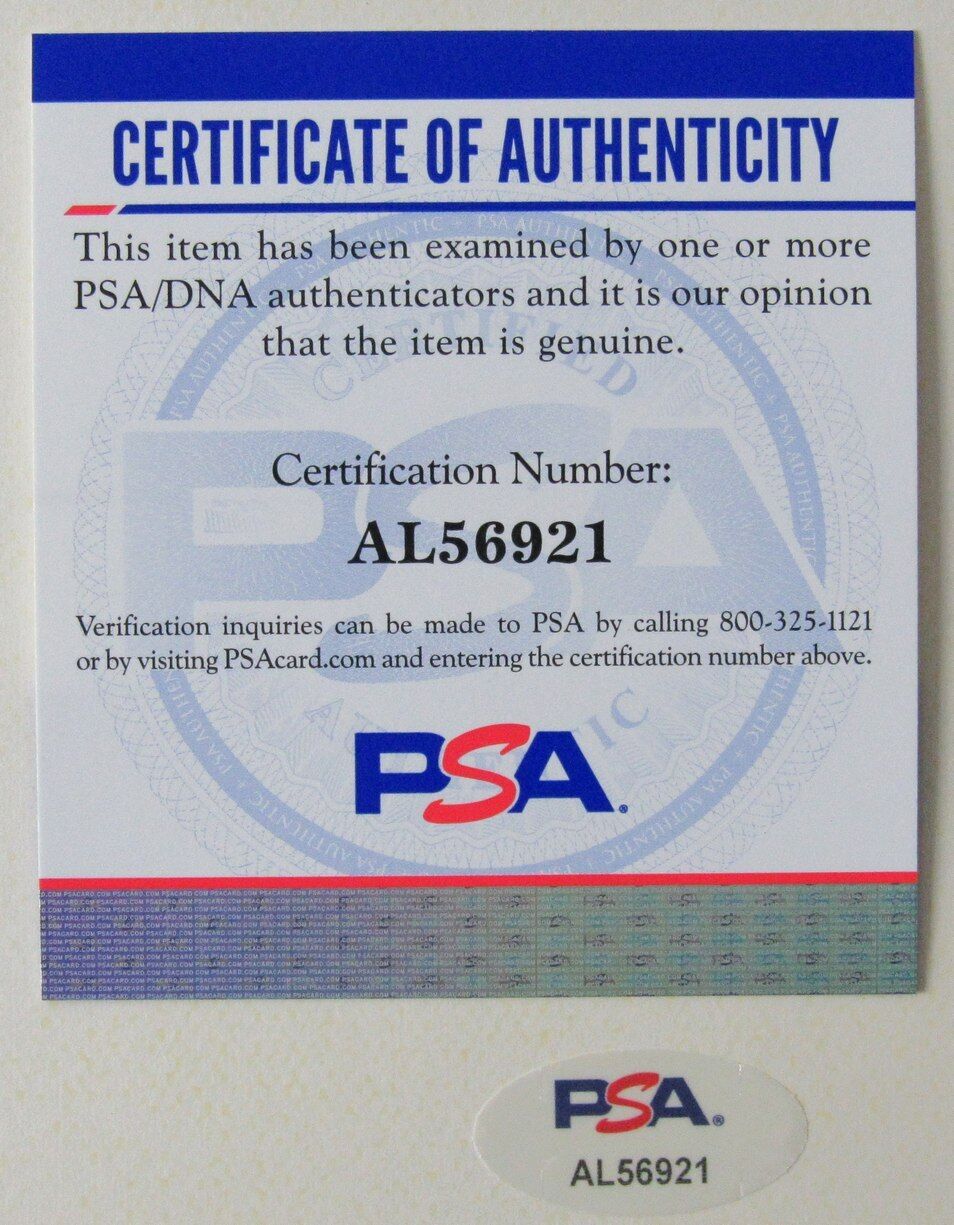 CERTIFICATE OF AUTHENTICITY
This item has been examined by one or more
PSA/DNA authenticators and it is our opinion
that the item is genuine.
Certification Number:
AL56921
Verification inquiries can be made to PSA by calling 800-325-1121
or by visiting PSAcard.com and entering the certification number above.
PSA®
PSA®
AL56921